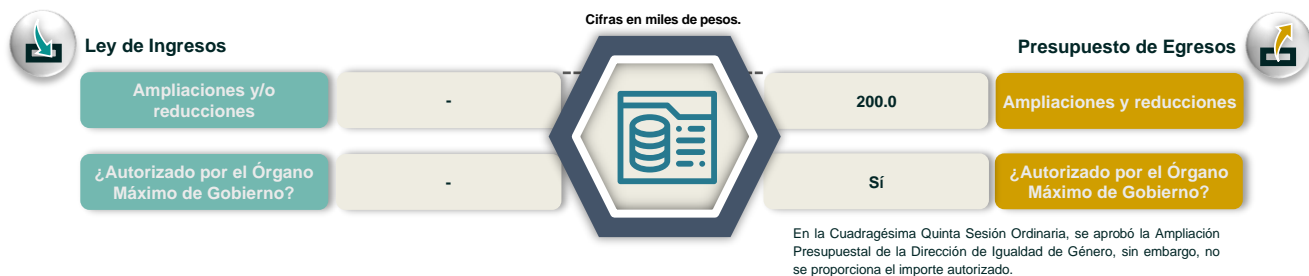 Cifras en miles de pesos.
Ley de Ingresos
Presupuesto de Egresos
Ampliaciones y/o
reducciones
-
200.0
Ampliaciones y reducciones
¿Autorizado por el Órgano
Máximo de Gobierno?
-
Sí
¿Autorizado por el Órgano
Máximo de Gobierno?
En la Cuadragésima Quinta Sesión Ordinaria, se aprobó la Ampliación
Presupuestal de la Dirección de Igualdad de Género, sin embargo, no
se proporciona el importe autorizado.